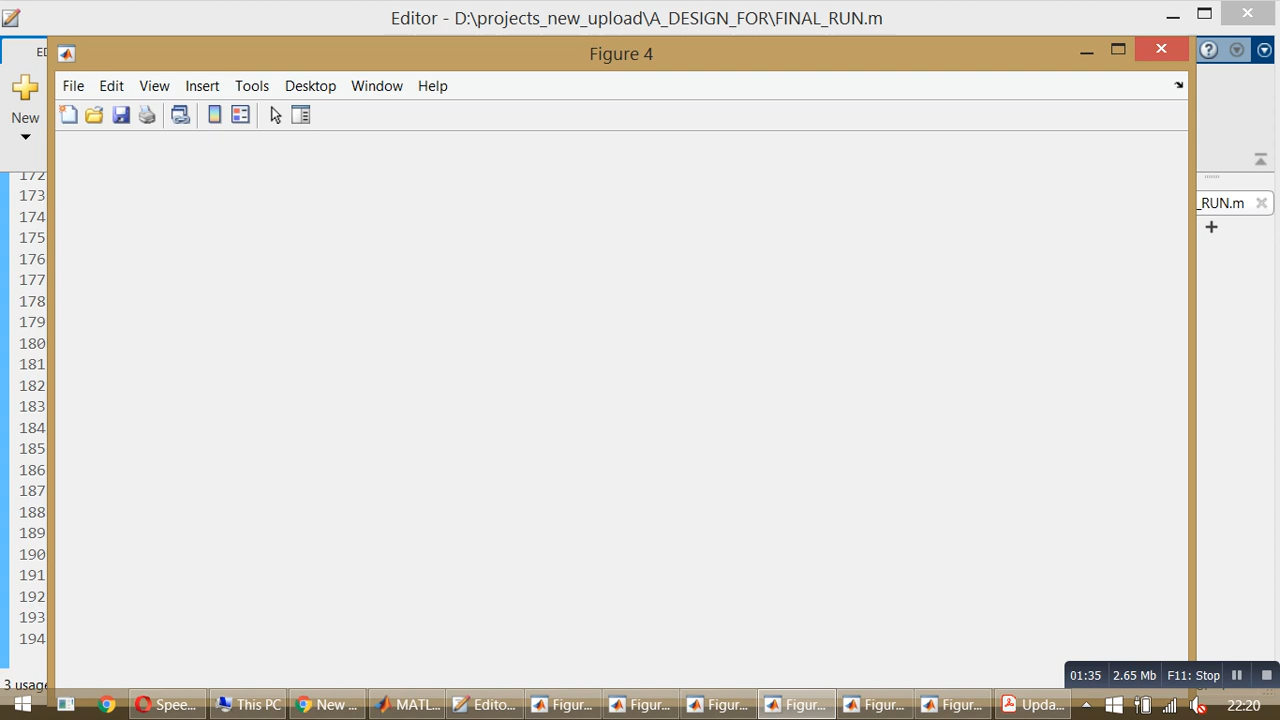 Editor - D:\projects_new_upload\A_DESIGN_FOR\FINAL_RUN.m
Figure 4
File Edit View Insert Tools Desktop Window Help
New
_RUN.m
172
173
174
175
176
177
178
179
180
181
182
183
184
185
186
187
188
189
190
191
192
193
194
3 usage
01:35 2.65 Mb F11: Stop
Spee... This PC New ... MATL... Edito... Figur... Figur... Figur... Figur... Figur... Figur... Upda... 22:20